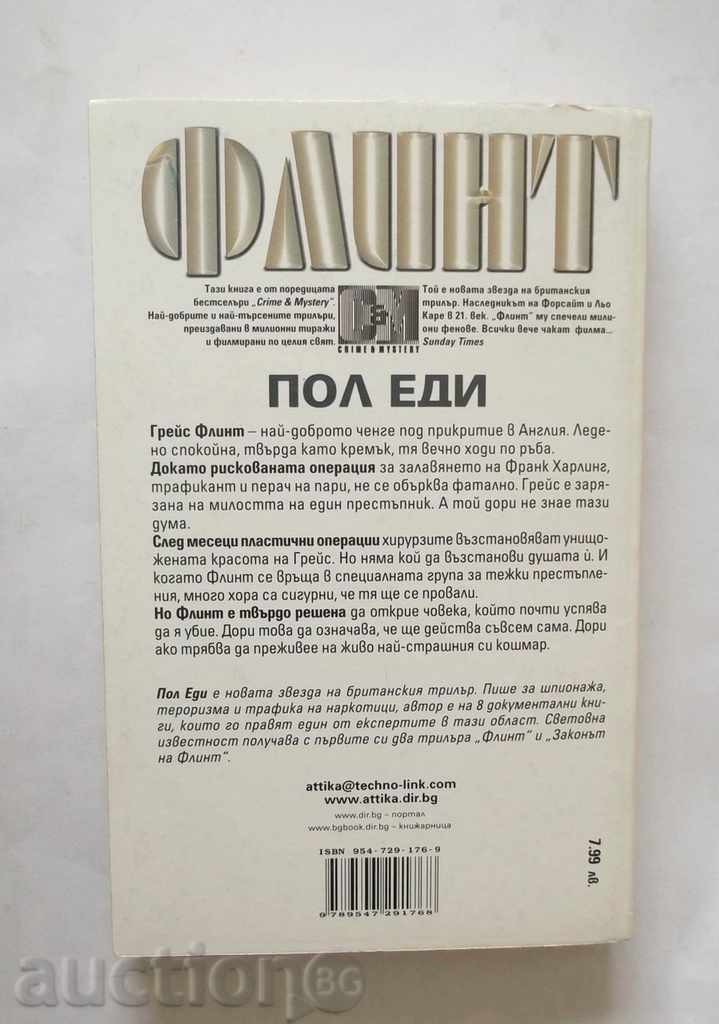 ФЛИНТ
Тази книга е от поредицата
бестселъри „Crime & Mystery“.
Най-добрите и най-търсените трилъри,
преиздавани в милионни тиражи
и филмирани по целия свят.
C&M
CRIME & MYSTERY
Той е новата звезда на британския
трилър. Наследникът на Форсайт и Льо
Каре в 21. век. „Флинт“ му спечели мили-
они фенове. Всички вече чакат филма...
Sunday Times
ПОЛ ЕДИ
Грейс Флинт – най-доброто ченге под прикритие в Англия. Леде-
но спокойна, твърда като кремък, тя вечно ходи по ръба.
Докато рискованата операция за залавянето на Франк Харлинг,
трафикант и перач на пари, не се обърква фатално. Грейс е заря-
зана на милостта на един престъпник. А той дори не знае тази
дума.
След месеци пластични операции хирурзите възстановяват унищо-
жената красота на Грейс. Но няма кой да възстанови душата ѝ. И
когато Флинт се връща в специалната група за тежки престъпле-
ния, много хора са сигурни, че тя ще се провали.
Но Флинт е твърдо решена да открие човека, който почти успява
да я убие. Дори това да означава, че ще действа съвсем сама. Дори
ако трябва да преживее на живо най-страшния си кошмар.
Пол Еди е новата звезда на британския трилър. Пише за шпионажа,
тероризма и трафика на наркотици, автор е на 8 документални кни-
ги, които го правят един от експертите в тази област. Световна
известност получава с първите си два трилъра „Флинт“ и „Законът
на Флинт“.
attika@techno-link.com
www.attika.dir.bg
www.dir.bg – портал
www.bgbook.dir.bg – книжарница
ISBN 954-729-176-9
9 789547 291768
7.99 лв.
auctionBG